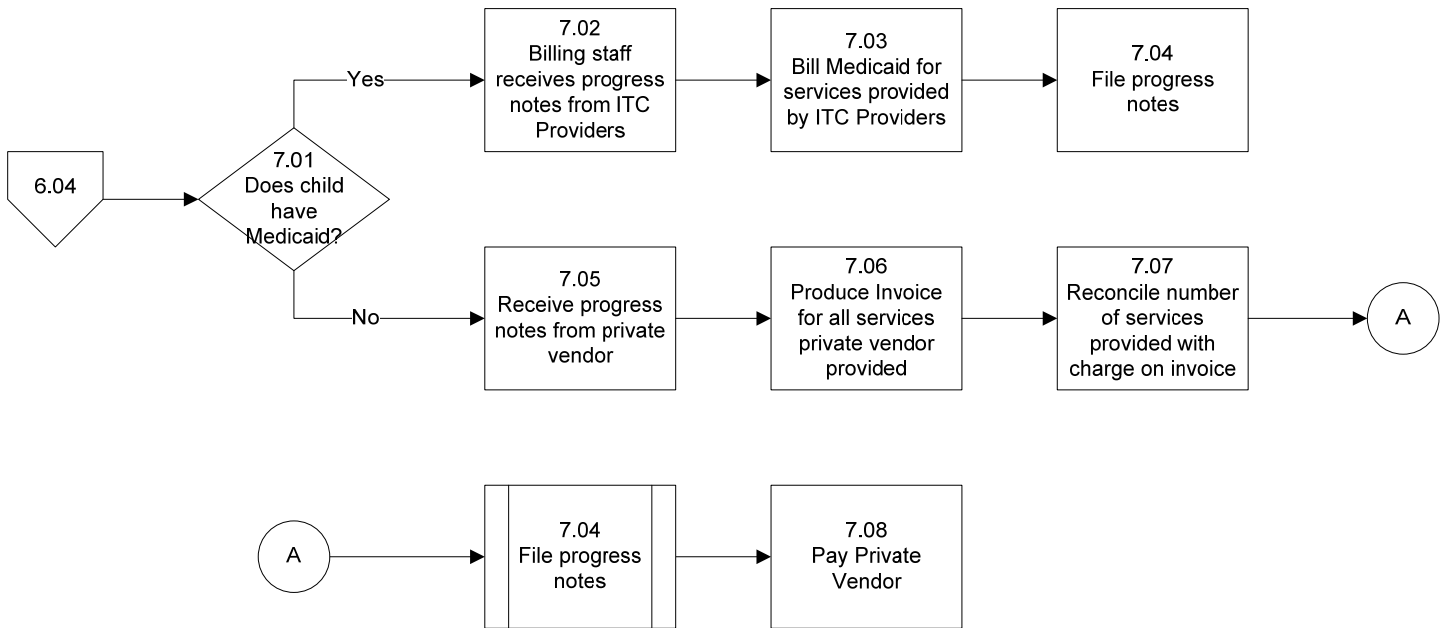 6.04
7.01
Does child
have
Medicaid?
Yes
7.02
Billing staff
receives progress
notes from ITC
Providers
7.03
Bill Medicaid for
services provided
by ITC Providers
7.04
File progress
notes
No
7.05
Receive progress
notes from private
vendor
7.06
Produce Invoice
for all services
private vendor
provided
7.07
Reconcile number
of services
provided with
charge on invoice
A
A
7.04
File progress
notes
7.08
Pay Private
Vendor